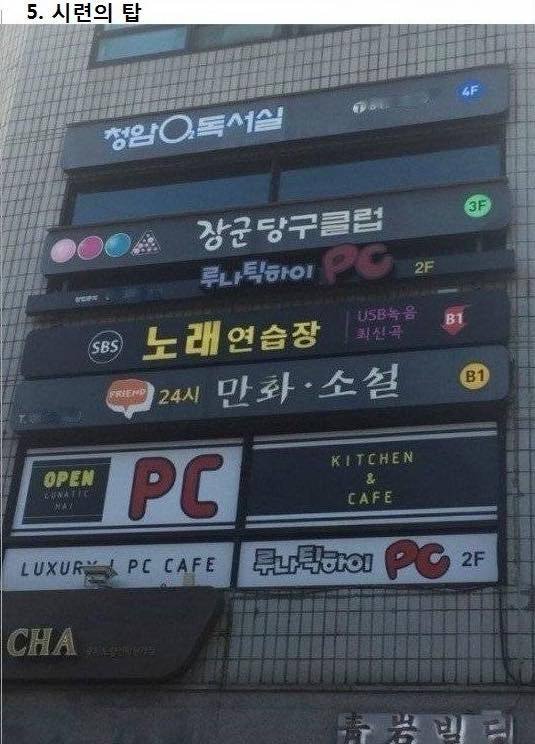 5. 시련의 탑
청암O₂독서실
4F
장군당구클럽
3F
루나틱하이 PC 2F
SBS 노래연습장 USB녹음 최신곡 B1
FRIEND 24시 만화·소설 B1
OPEN
LUNATIC
HAI
PC
KITCHEN
&
CAFE
LUXURY PC CAFE
루나틱하이 PC 2F
CHA
青岩빌딩